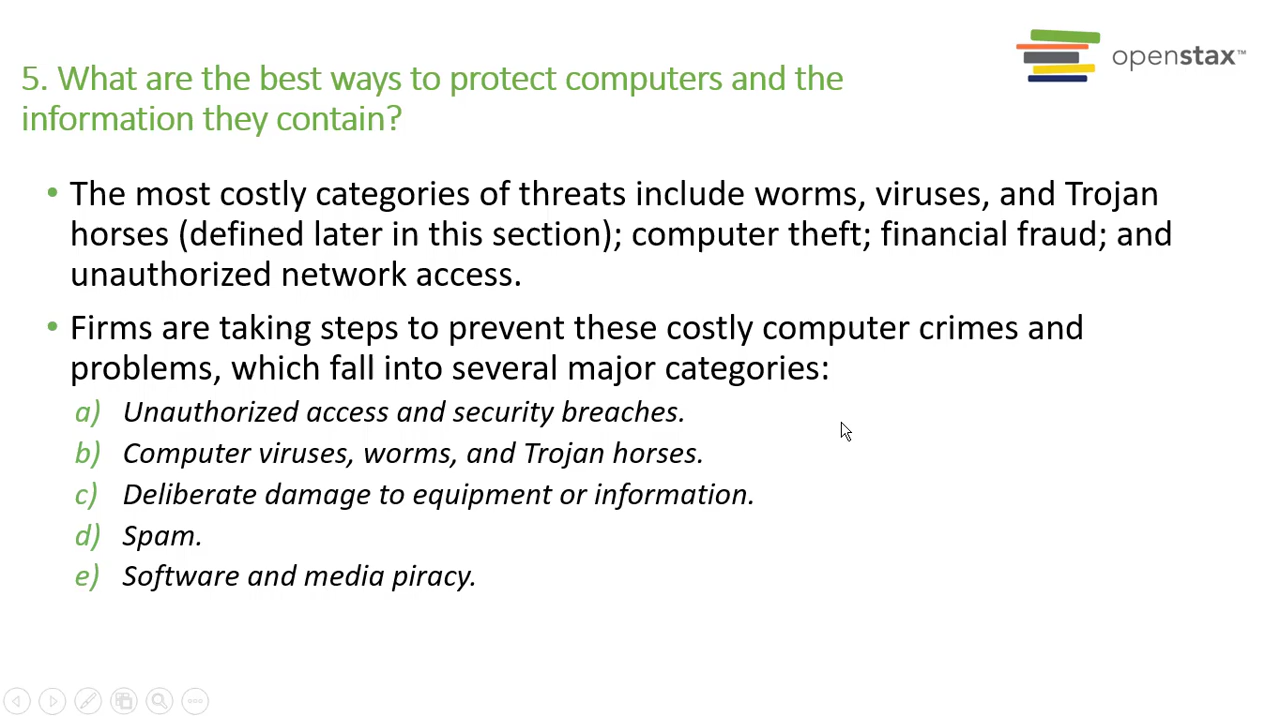 openstax™
5. What are the best ways to protect computers and the
information they contain?
• The most costly categories of threats include worms, viruses, and Trojan
horses (defined later in this section); computer theft; financial fraud; and
unauthorized network access.
• Firms are taking steps to prevent these costly computer crimes and
problems, which fall into several major categories:
a) Unauthorized access and security breaches.
b) Computer viruses, worms, and Trojan horses.
c) Deliberate damage to equipment or information.
d) Spam.
e) Software and media piracy.